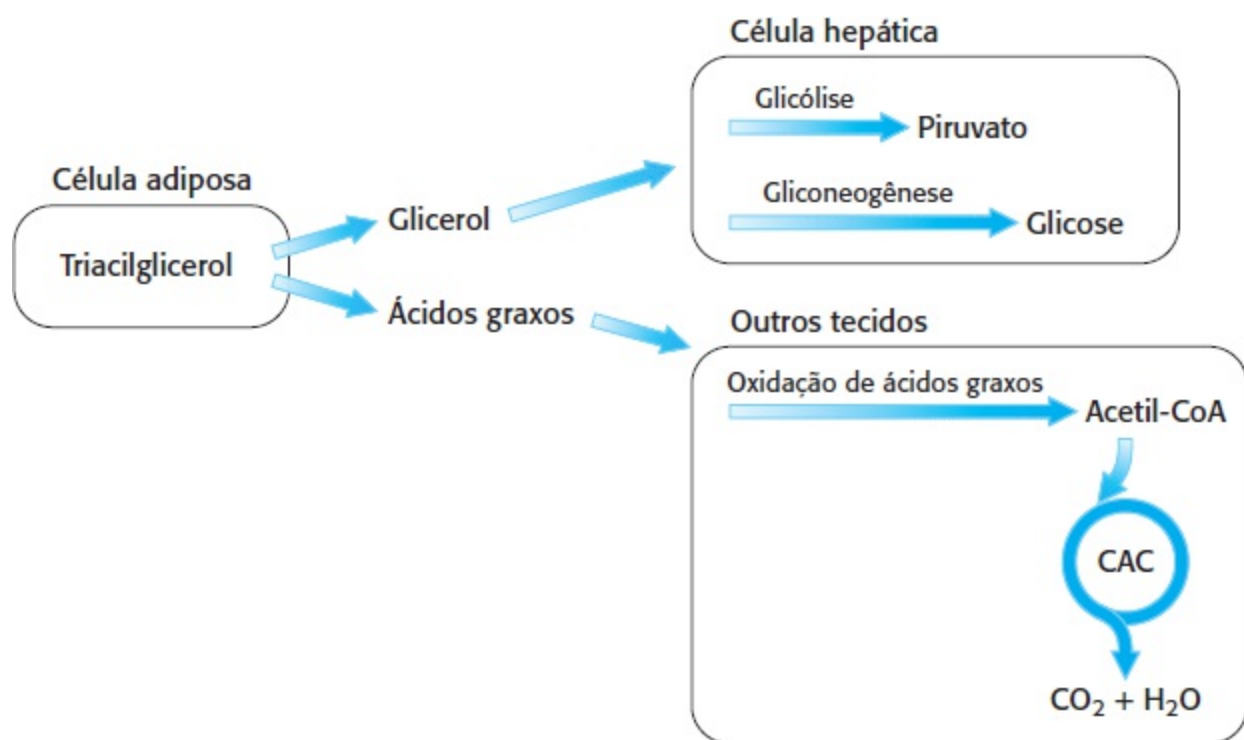 Célula hepática
Glicólise
Piruvato
Gliconeogênese
Glicose
Célula adiposa
Triacilglicerol
Glicerol
Ácidos graxos
Outros tecidos
Oxidação de ácidos graxos
Acetil-CoA
CAC
CO₂ + H₂O